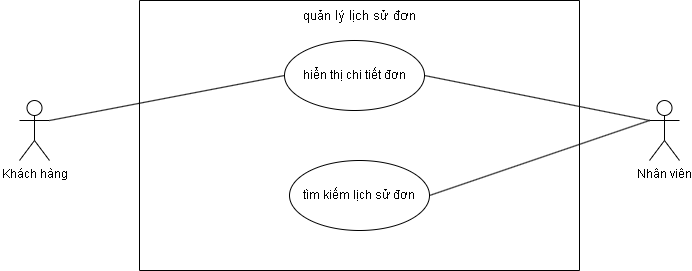 quản lý lịch sử đơn
hiển thị chi tiết đơn
Khách hàng
Nhân viên
tìm kiếm lịch sử đơn